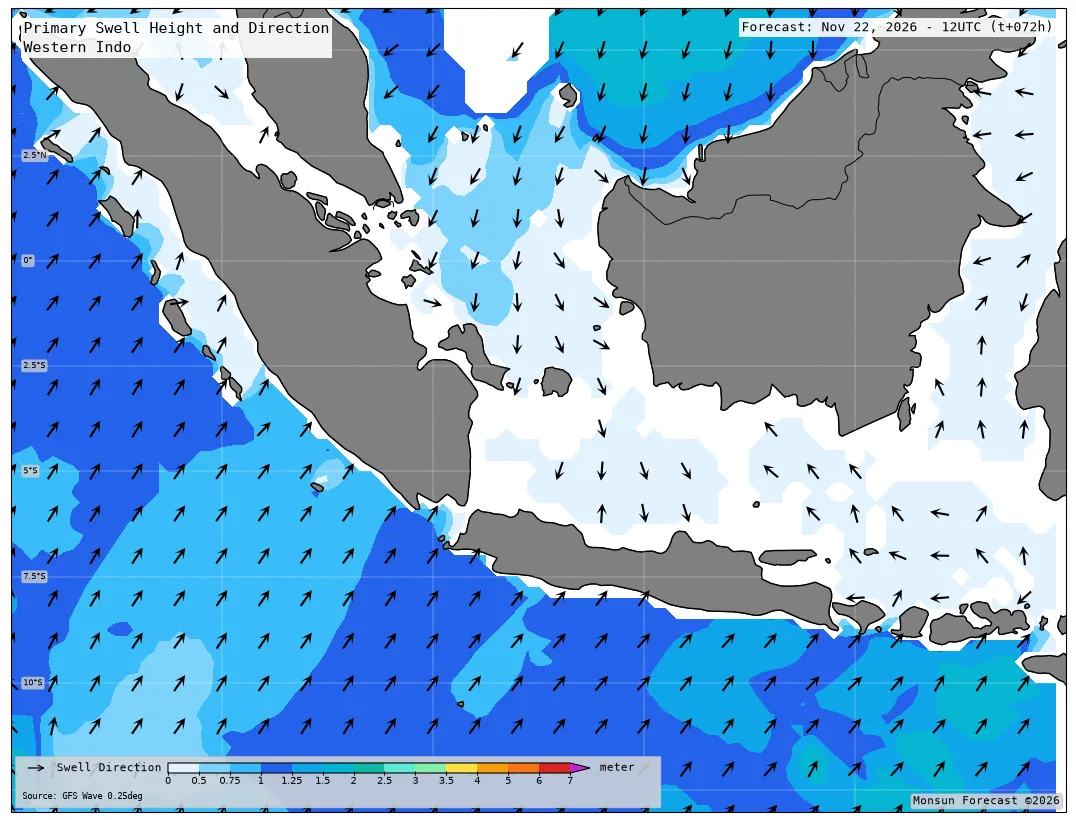 Primary Swell Height and Direction
Western Indo
Forecast: Nov 22, 2026 - 12UTC (t+072h)
2.5°N
0°
2.5°S
5°S
7.5°S
10°S
Swell Direction
meter
0 0.5 0.75 1 1.25 1.5 2 2.5 3 3.5 4 5 6 7
Source: GFS Wave 0.25deg
Monsun Forecast ©2026